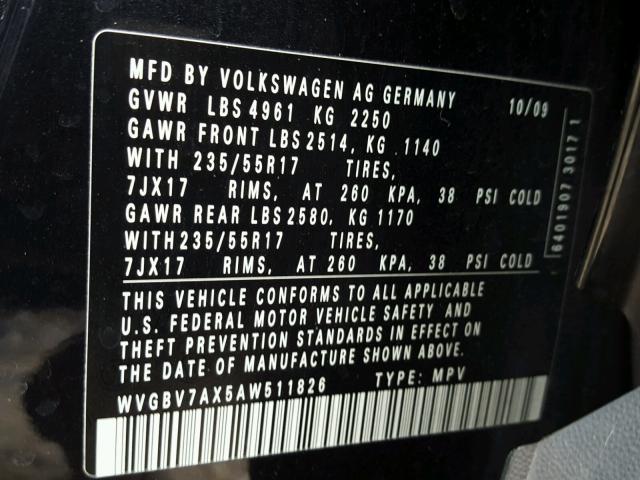 MFD BY VOLKSWAGEN AG GERMANY 10/09
GVWR LBS 4961 KG 2250
GAWR FRONT LBS 2514, KG 1140
WITH 235/55R17 TIRES,
7JX17 RIMS, AT 260 KPA, 38 PSI COLD
GAWR REAR LBS 2580, KG 1170
WITH 235/55R17 TIRES,
7JX17 RIMS, AT 260 KPA, 38 PSI COLD
THIS VEHICLE CONFORMS TO ALL APPLICABLE
U.S. FEDERAL MOTOR VEHICLE SAFETY AND
THEFT PREVENTION STANDARDS IN EFFECT ON
THE DATE OF MANUFACTURE SHOWN ABOVE.
WVGBV7AX5AW511826 TYPE: MPV
6401907 3017 1